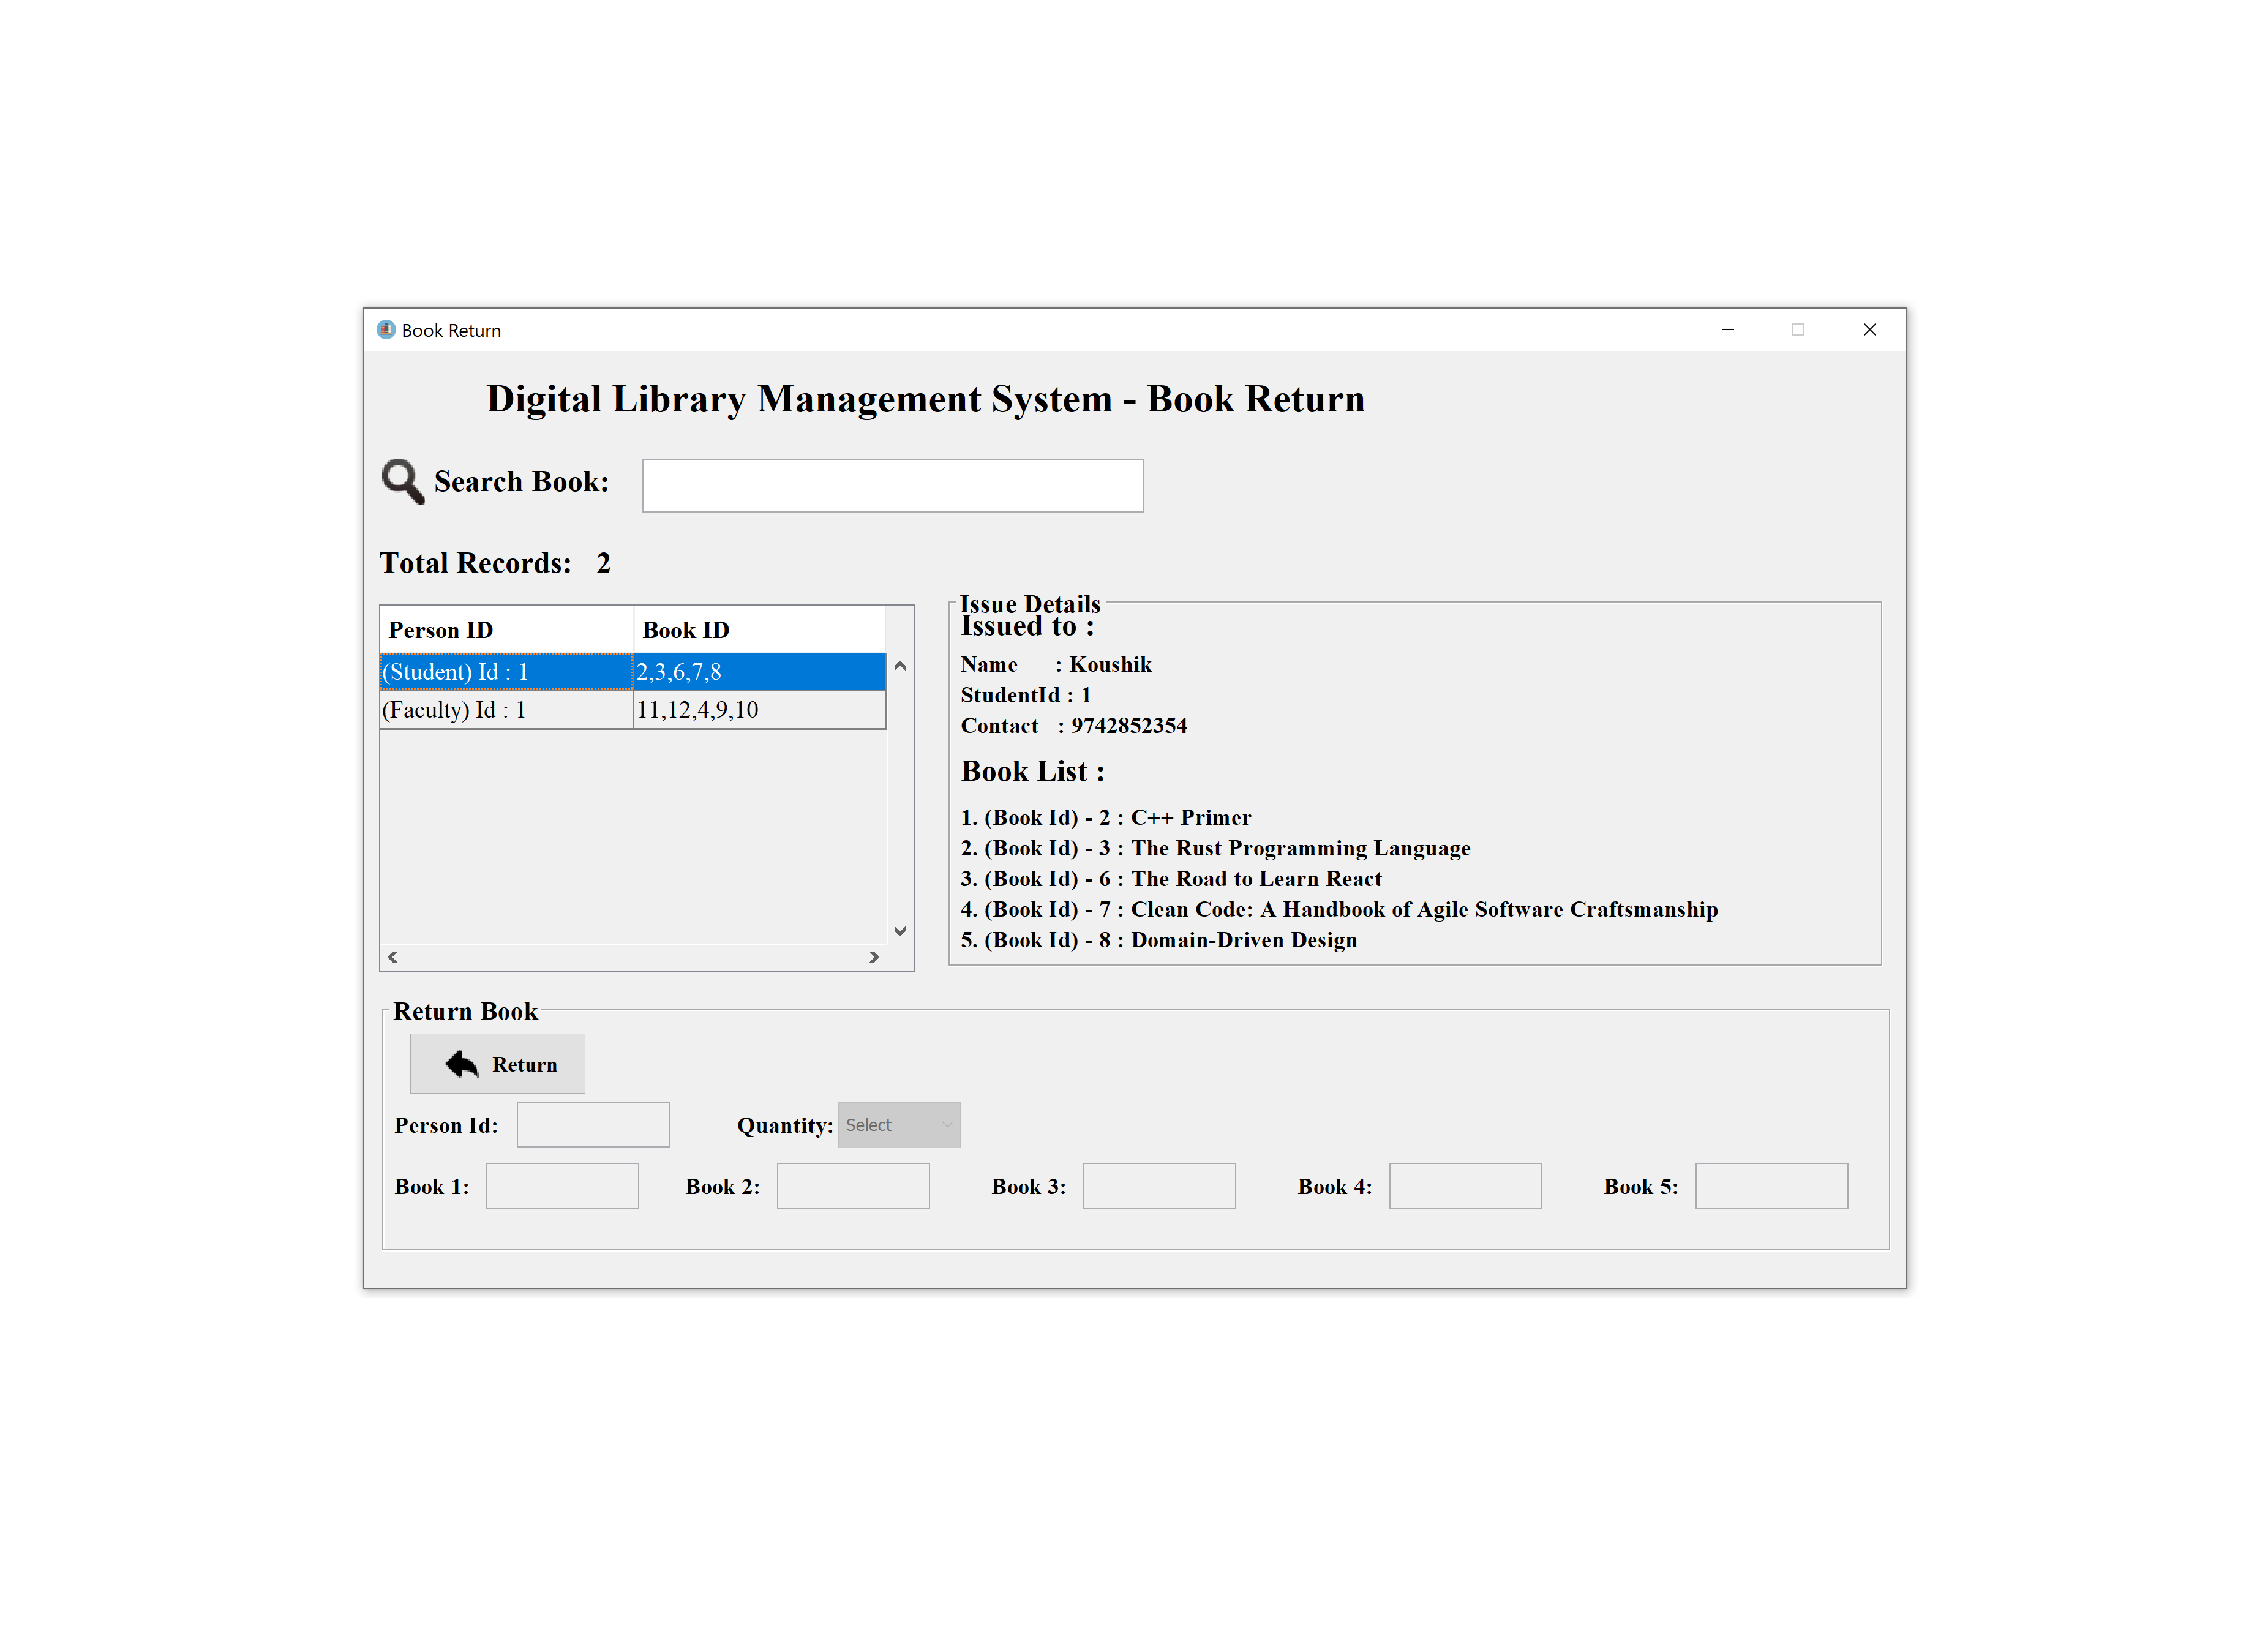 Book Return
Digital Library Management System - Book Return
Search Book:
Total Records: 2
Person ID Book ID
(Student) Id : 1 2,3,6,7,8
(Faculty) Id : 1 11,12,4,9,10
Issue Details
Issued to :
Name : Koushik
StudentId : 1
Contact : 9742852354
Book List :
1. (Book Id) - 2 : C++ Primer
2. (Book Id) - 3 : The Rust Programming Language
3. (Book Id) - 6 : The Road to Learn React
4. (Book Id) - 7 : Clean Code: A Handbook of Agile Software Craftsmanship
5. (Book Id) - 8 : Domain-Driven Design
Return Book
Return
Person Id: Quantity: Select
Book 1: Book 2: Book 3: Book 4: Book 5: